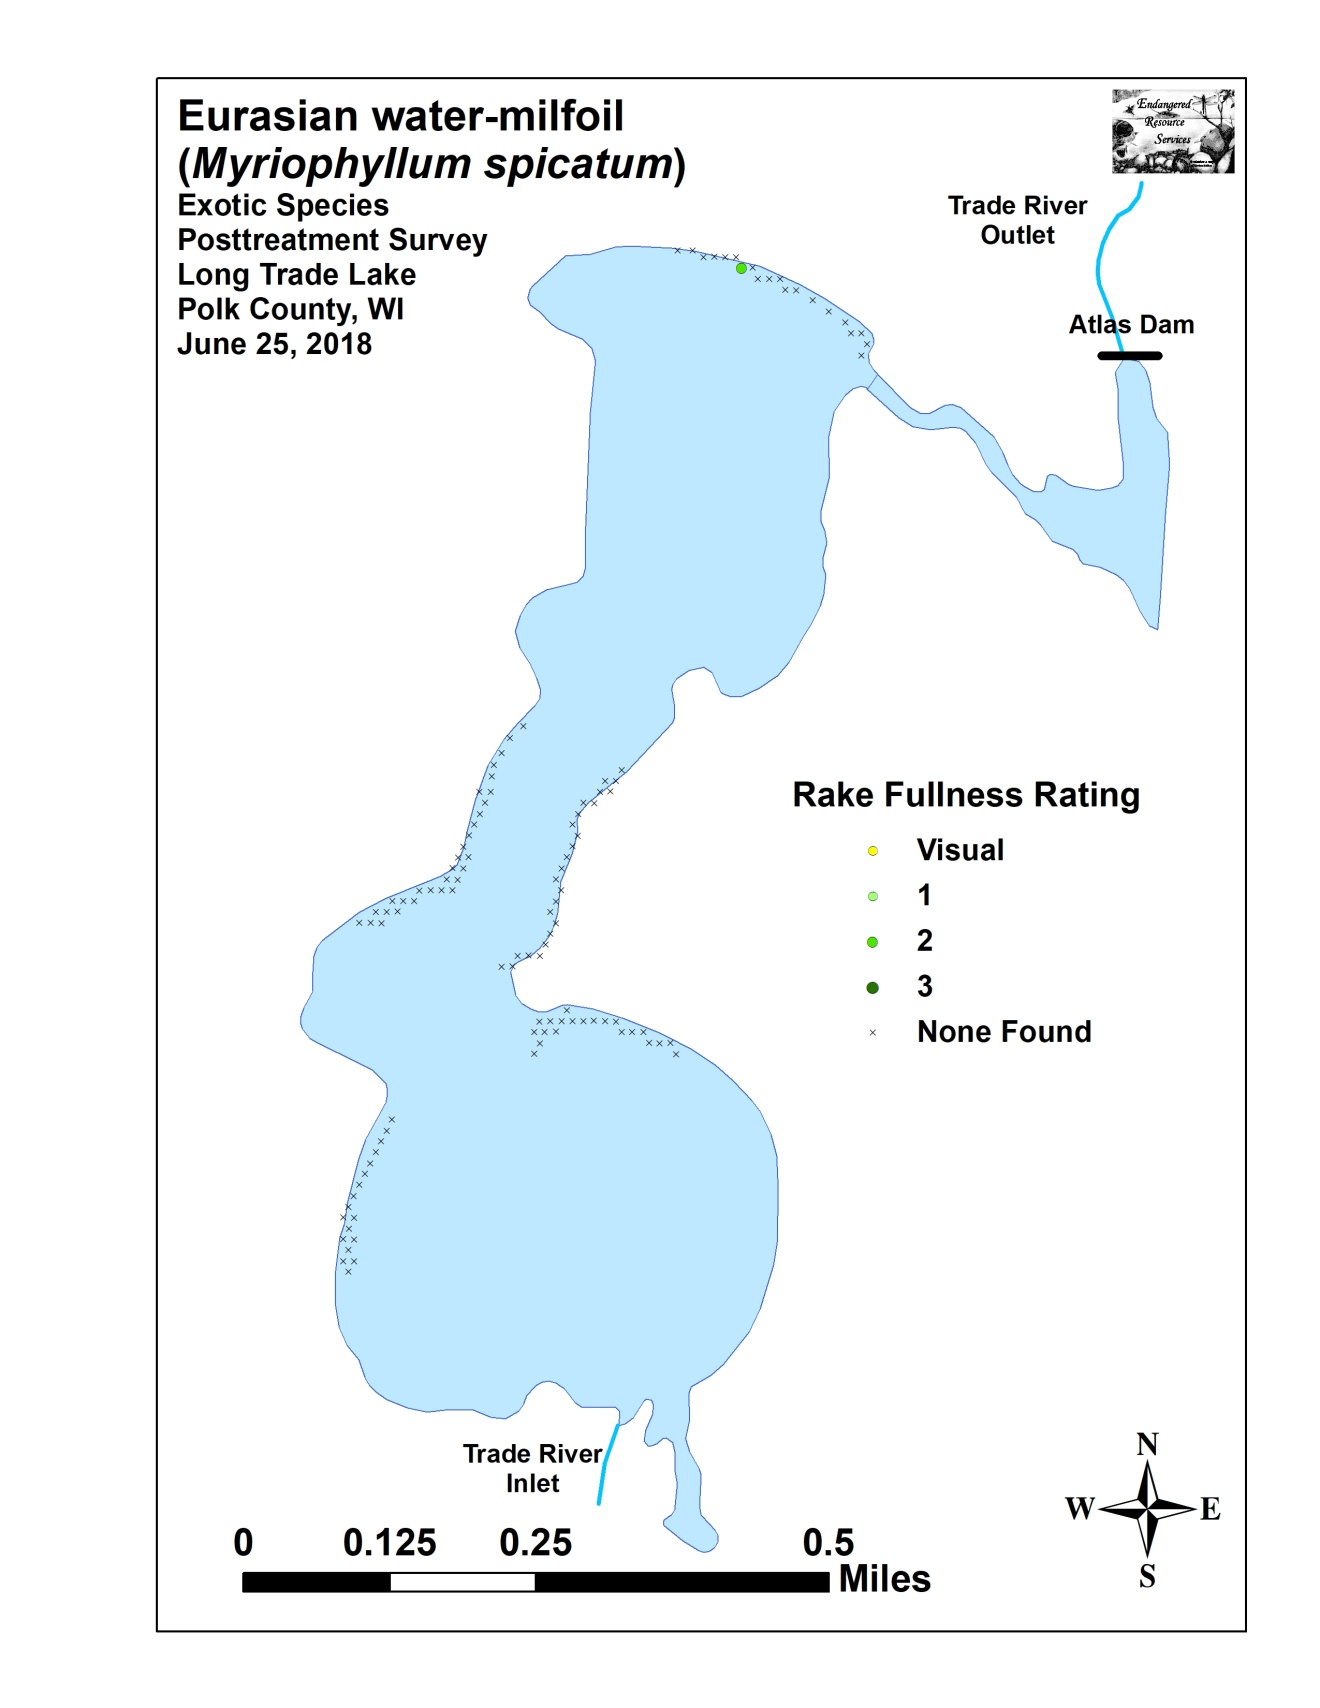 Eurasian water-milfoil
(Myriophyllum spicatum)
Exotic Species
Posttreatment Survey
Long Trade Lake
Polk County, WI
June 25, 2018
Endangered
Resource
Services
Trade River
Outlet
Atlas Dam
Rake Fullness Rating
Visual
1
2
3
None Found
Trade River
Inlet
N
W E
S
0 0.125 0.25 0.5
Miles